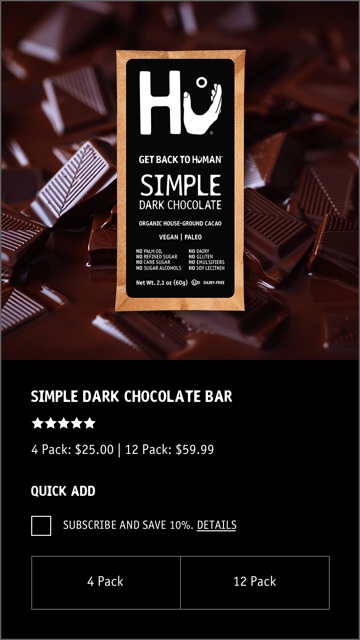 Hu
GET BACK TO HUMAN
SIMPLE
DARK CHOCOLATE
ORGANIC HOUSE-GROUND CACAO
VEGAN | PALEO
NO PALM OIL
NO REFINED SUGAR
NO CANE SUGAR
NO SUGAR ALCOHOLS
NO DAIRY
NO GLUTEN
NO EMULSIFIERS
NO SOY LECITHIN
Net Wt. 2.1 oz (60g) U D DAIRY-FREE
SIMPLE DARK CHOCOLATE BAR
4 Pack: $25.00 | 12 Pack: $59.99
QUICK ADD
SUBSCRIBE AND SAVE 10%. DETAILS
4 Pack
12 Pack